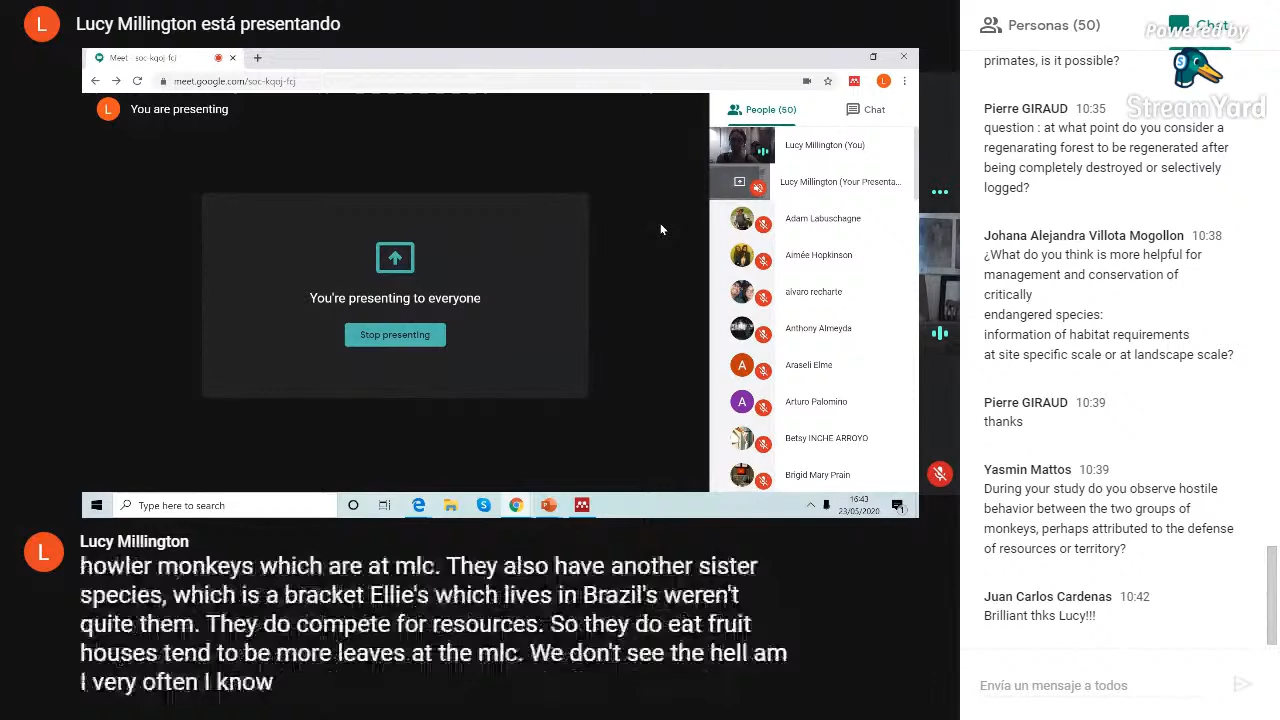 L
Lucy Millington está presentando
Meet - soc-kqoj-fcj
meet.google.com/soc-kqoj-fcj
L
L
You are presenting
People (50)
Chat
You're presenting to everyone
Stop presenting
Lucy Millington (You)
Lucy Millington (Your Presenta...
Adam Labuschagne
Aimée Hopkinson
alvaro recharte
Anthony Almeyda
A
Araseli Elme
A
Arturo Palomino
Betsy INCHE ARROYO
Brigid Mary Prain
Type here to search
16:43
23/05/2020
L
Lucy Millington
howler monkeys which are at mlc. They also have another sister
species, which is a bracket Ellie's which lives in Brazil's weren't
quite them. They do compete for resources. So they do eat fruit
houses tend to be more leaves at the mlc. We don't see the hell am
I very often I know
Personas (50)
Chat
Powered by
StreamYard
primates, is it possible?
Pierre GIRAUD 10:35
question : at what point do you consider a
regenarating forest to be regenerated after
being completely destroyed or selectively
logged?
Johana Alejandra Villota Mogollon 10:38
¿What do you think is more helpful for
management and conservation of
critically
endangered species:
information of habitat requirements
at site specific scale or at landscape scale?
Pierre GIRAUD 10:39
thanks
Yasmin Mattos 10:39
During your study do you observe hostile
behavior between the two groups of
monkeys, perhaps attributed to the defense
of resources or territory?
Juan Carlos Cardenas 10:42
Brilliant thks Lucy!!!
Envía un mensaje a todos